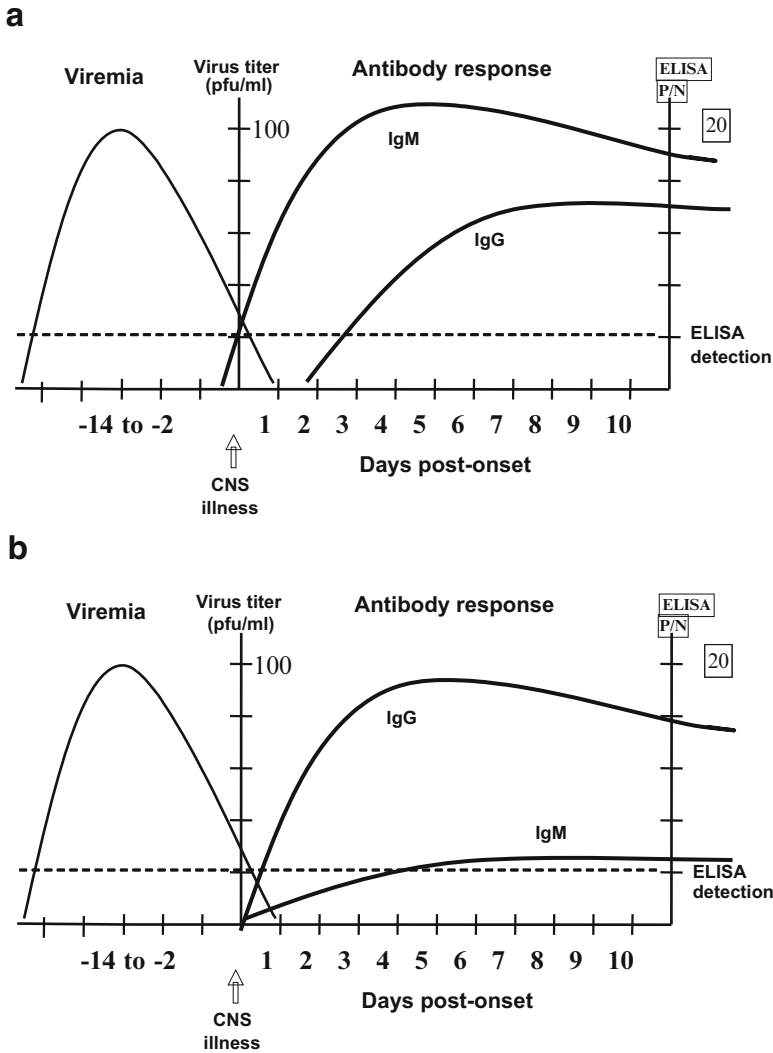 a
Viremia
Virus titer
(pfu/ml)
Antibody response
ELISA
P/N
100
20
IgM
IgG
ELISA
detection
-14 to -2 1 2 3 4 5 6 7 8 9 10
Days post-onset
CNS
illness
b
Viremia
Virus titer
(pfu/ml)
Antibody response
ELISA
P/N
100
20
IgG
IgM
ELISA
detection
-14 to -2 1 2 3 4 5 6 7 8 9 10
Days post-onset
CNS
illness